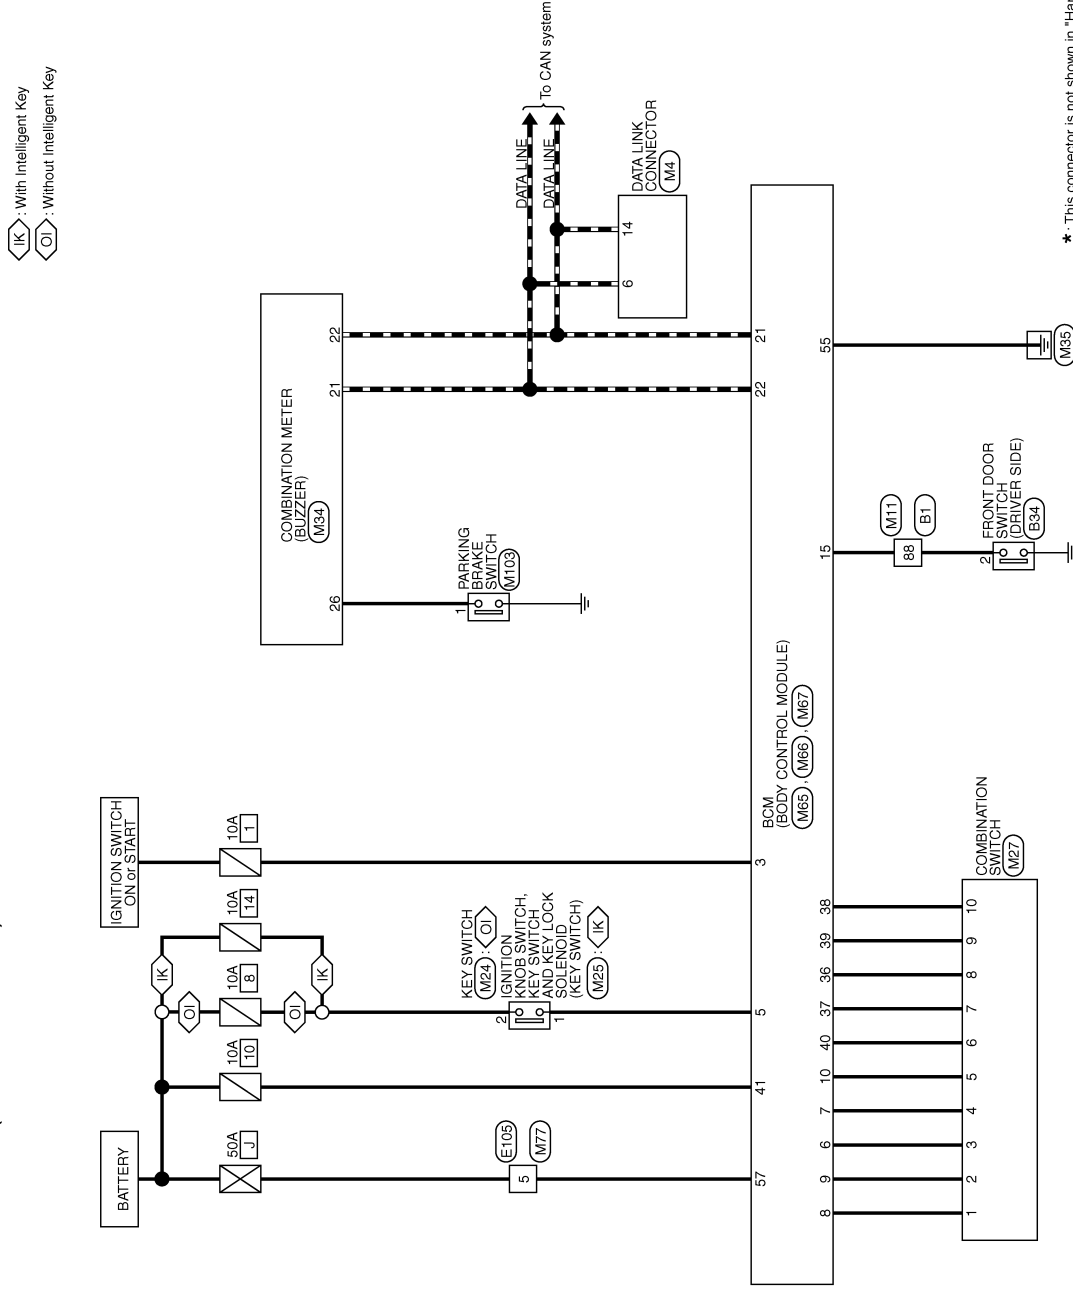 IK : With Intelligent Key
OI : Without Intelligent Key
BATTERY
IGNITION SWITCH
ON or START
50A
J
10A
10
10A
8
10A
14
10A
1
OI
OI
IK
IK
E105
M77
5
KEY SWITCH
M24 : OI
IGNITION
KNOB SWITCH,
KEY SWITCH
AND KEY LOCK
SOLENOID
(KEY SWITCH)
M25 : IK
2
1
COMBINATION METER
(BUZZER)
M34
26
21
22
PARKING
BRAKE
SWITCH
M103
1
DATA LINE
DATA LINE
To CAN system
DATA LINK
CONNECTOR
M4
6
14
57
41
5
3
22
21
BCM
(BODY CONTROL MODULE)
M65 , M66 , M67
8
9
6
7
10
40
37
36
39
38
15
55
1
2
3
4
5
6
7
8
9
10
COMBINATION
SWITCH
M27
M11
B1
88
2
FRONT DOOR
SWITCH
(DRIVER SIDE)
B34
M35
* : This connector is not shown in "Har